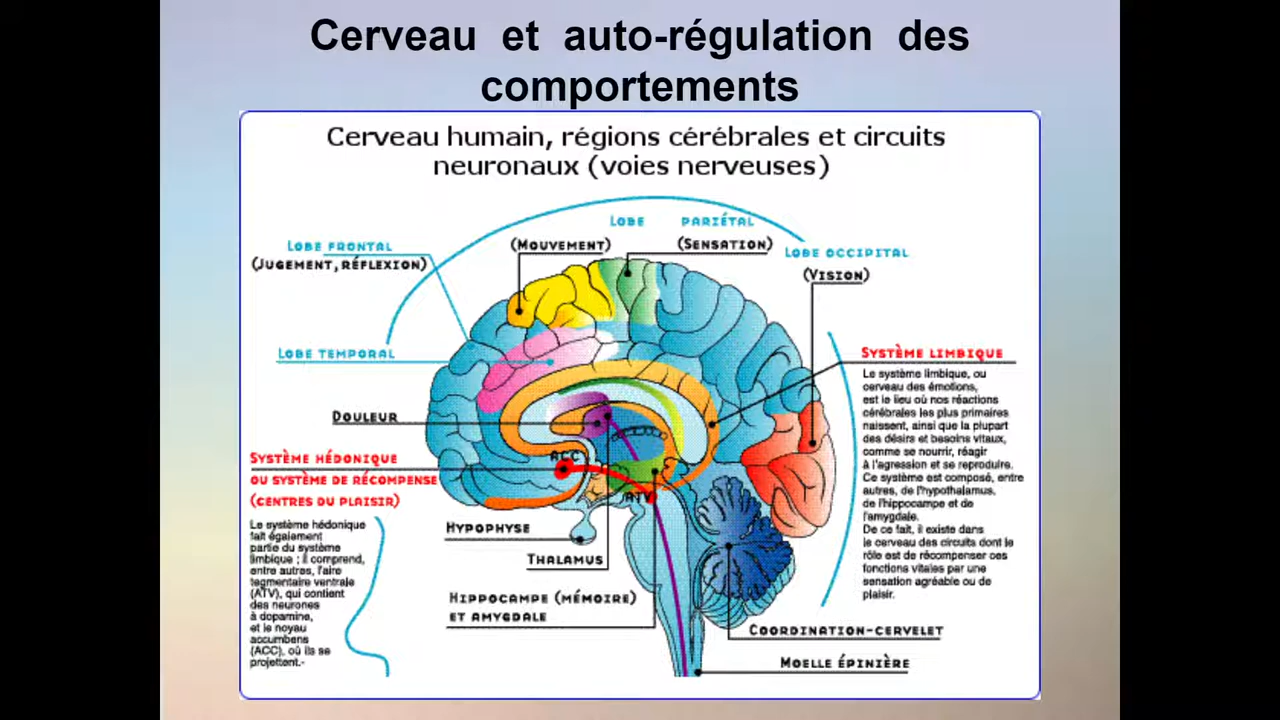 Cerveau et auto-régulation des
comportements
Cerveau humain, régions cérébrales et circuits
neuronaux (voies nerveuses)
LOBE PARIÉTAL
LOBE FRONTAL
(MOUVEMENT)
(SENSATION)
LOBE OCCIPITAL
(JUGEMENT, RÉFLEXION)
(VISION)
LOBE TEMPORAL
SYSTÈME LIMBIQUE
Le système limbique, ou
cerveau des émotions,
est le lieu où nos réactions
cérébrales les plus primaires
naissent, ainsi que la plupart
des désirs et besoins vitaux,
comme se nourrir, réagir
à l'agression et se reproduire.
Ce système est composé, entre
autres, de l'hypothalamus,
de l'hippocampe et de
l'amygdale.
De ce fait, il existe dans
le cerveau des circuits dont le
rôle est de récompenser ces
fonctions vitales par une
sensation agréable ou de
plaisir.
DOULEUR
ACC
SYSTÈME HÉDONIQUE
OU SYSTÈME DE RÉCOMPENSE
(CENTRES DU PLAISIR)
ATV
Le système hédonique
fait également
partie du système
limbique ; il comprend,
entre autres, l'aire
tegmentaire ventrale
(ATV), qui contient
des neurones
à dopamine,
et le noyau
accumbens
(ACC), où ils se
projettent.-
HYPOPHYSE
THALAMUS
HIPPOCAMPE (MÉMOIRE)
ET AMYGDALE
COORDINATION-CERVELET
MOELLE ÉPINIÈRE